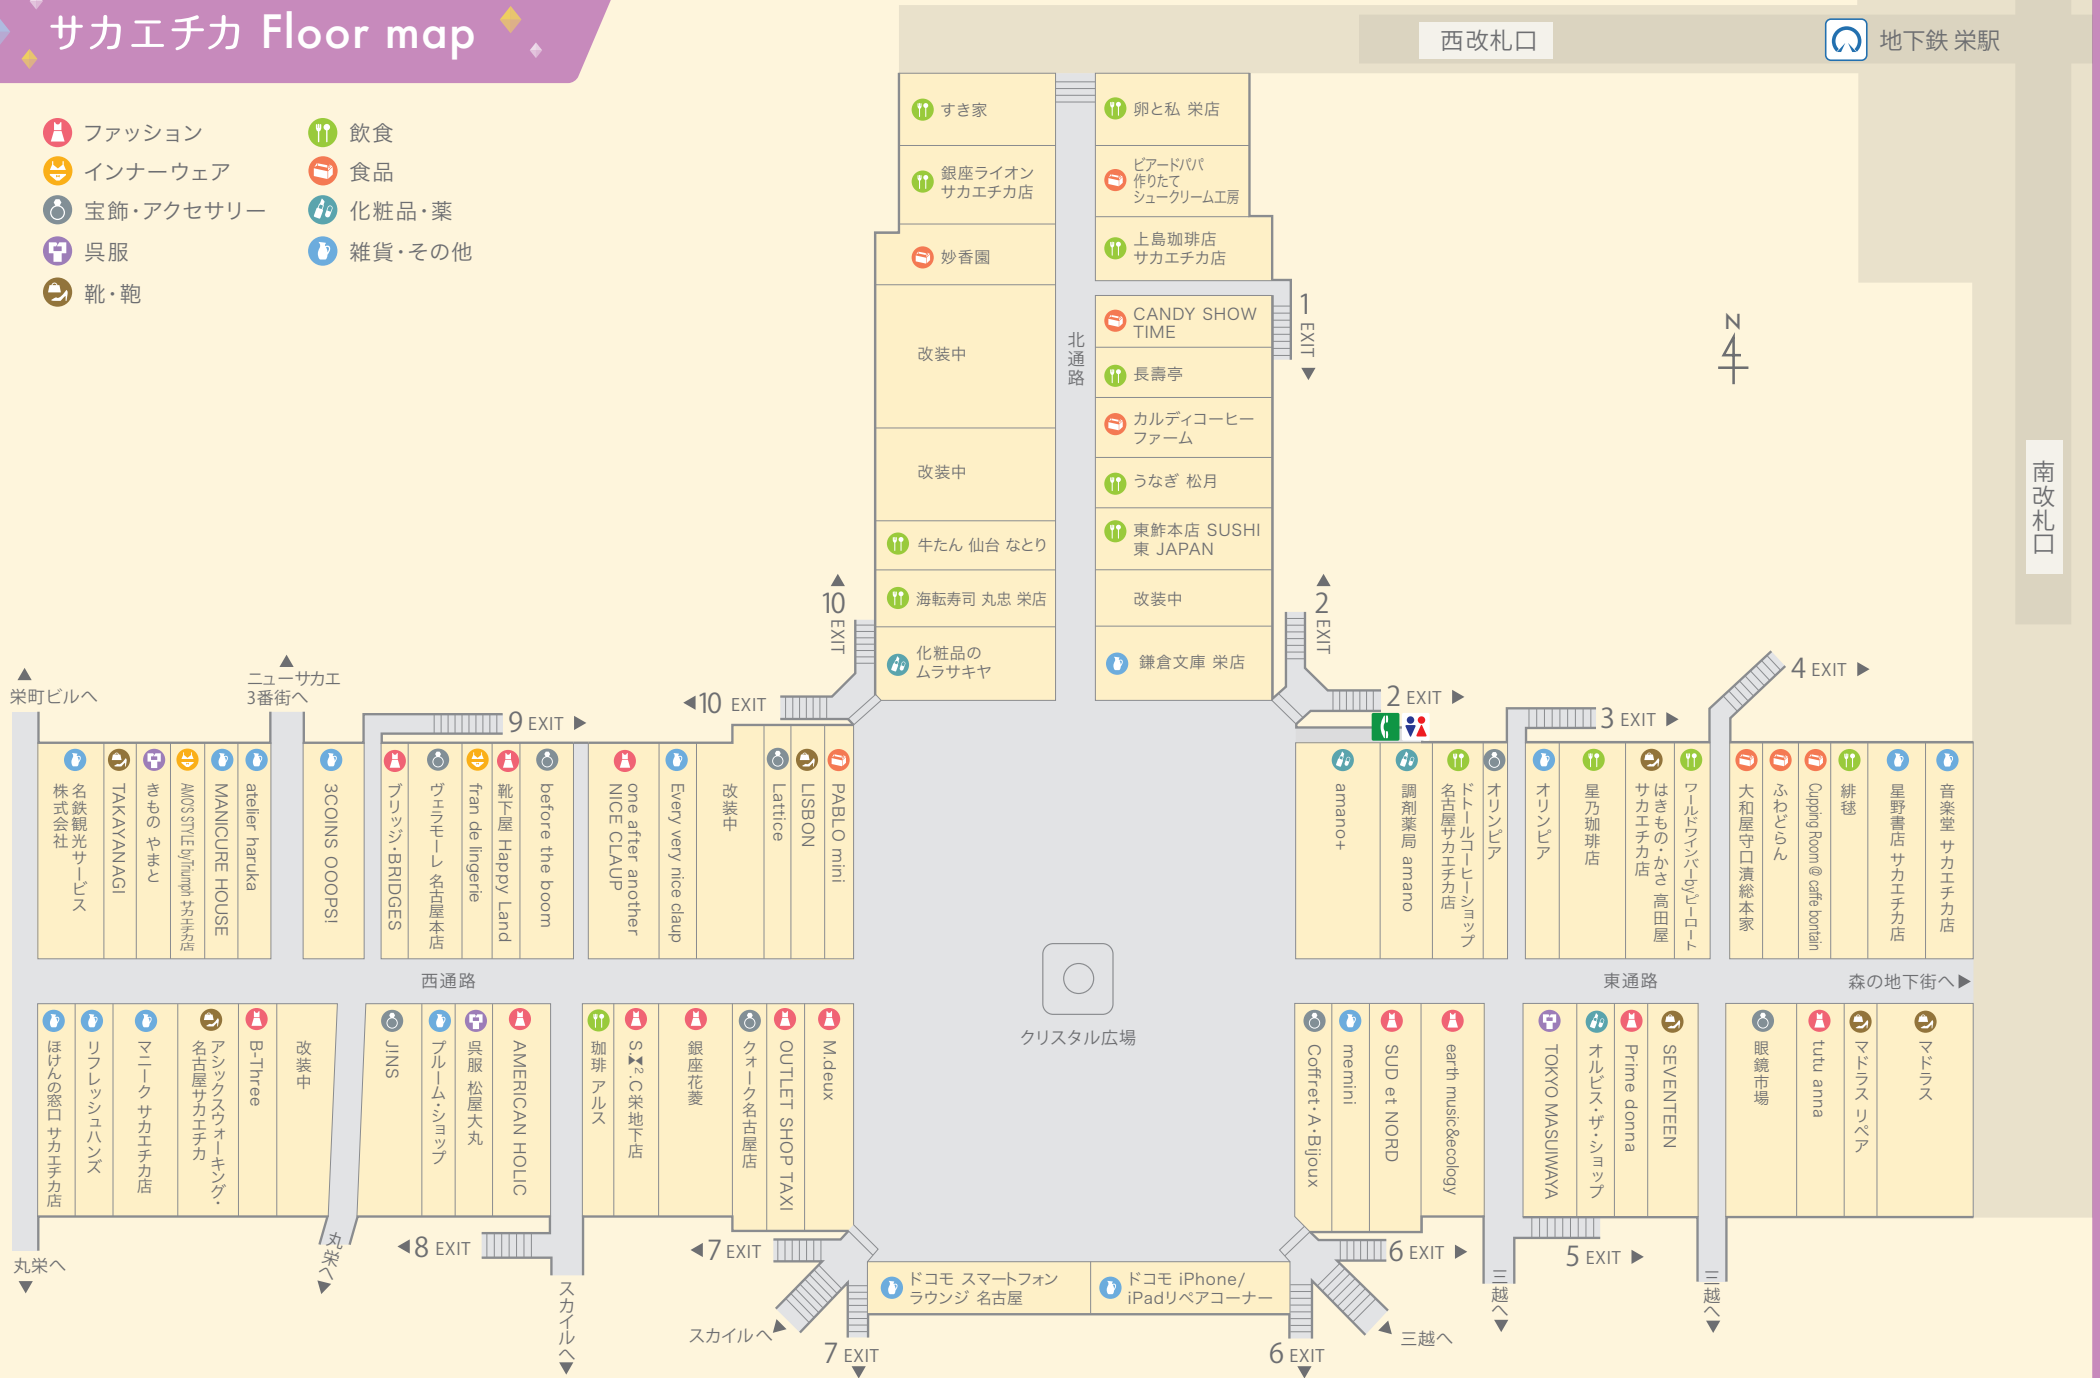 サカエチカ Floor map
ファッション
インナーウェア
宝飾・アクセサリー
呉服
靴・鞄
飲食
食品
化粧品・薬
雑貨・その他
西改札口
地下鉄 栄駅
南改札口
N
すき家
銀座ライオン
サカエチカ店
妙香園
改装中
改装中
牛たん 仙台 なとり
海転寿司 丸忠 栄店
化粧品の
ムラサキヤ
北通路
卵と私 栄店
ビアードパパ
作りたて
シュークリーム工房
上島珈琲店
サカエチカ店
CANDY SHOW
TIME
長壽亭
カルディコーヒー
ファーム
うなぎ 松月
東鮓本店 SUSHI
東 JAPAN
改装中
鎌倉文庫 栄店
1 EXIT
10 EXIT
10 EXIT
2 EXIT
2 EXIT
3 EXIT
4 EXIT
9 EXIT
栄町ビルへ
ニューサカエ
3番街へ
名鉄観光サービス
株式会社
TAKAYANAGI
きもの やまと
AMOS STYLE byTriumph サカエチカ店
MANICURE HOUSE
atelier haruka
3COINS OOOPS!
ブリッジ・BRIDGES
ヴェラモーレ 名古屋本店
fran de lingerie
靴下屋 Happy Land
before the boom
one after another
NICE CLAUP
Every very nice claup
改装中
Lattice
LISBON
PABLO mini
amano+
調剤薬局 amano
ドトールコーヒーショップ
名古屋サカエチカ店
オリンピア
オリンピア
星乃珈琲店
はきもの・かさ 高田屋
サカエチカ店
ワールドワインバーbyピーロート
大和屋守口漬総本家
ふわどらん
Cupping Room @ caffe bontain
緋毬
星野書店 サカエチカ店
音楽堂 サカエチカ店
西通路
東通路
森の地下街へ
クリスタル広場
ほけんの窓口 サカエチカ店
リフレッシュハンズ
マニーク サカエチカ店
アシックスウォーキング・
名古屋サカエチカ
B-Three
改装中
J!NS
プルーム・ショップ
呉服 松屋大丸
AMERICAN HOLIC
珈琲 アルス
銀座花菱
クォーク名古屋店
OUTLET SHOP TAXI
M.deux
Coffret・A・Bijoux
memini
SUD et NORD
earth music&ecology
TOKYO MASUIWAYA
オルビス・ザ・ショップ
Prime donna
SEVENTEEN
眼鏡市場
tutu anna
マドラス リペア
マドラス
丸栄へ
丸栄へ
8 EXIT
スカイルへ
7 EXIT
スカイルへ
7 EXIT
ドコモ スマートフォン
ラウンジ 名古屋
ドコモ iPhone/
iPadリペアコーナー
6 EXIT
6 EXIT
三越へ
5 EXIT
三越へ
三越へ